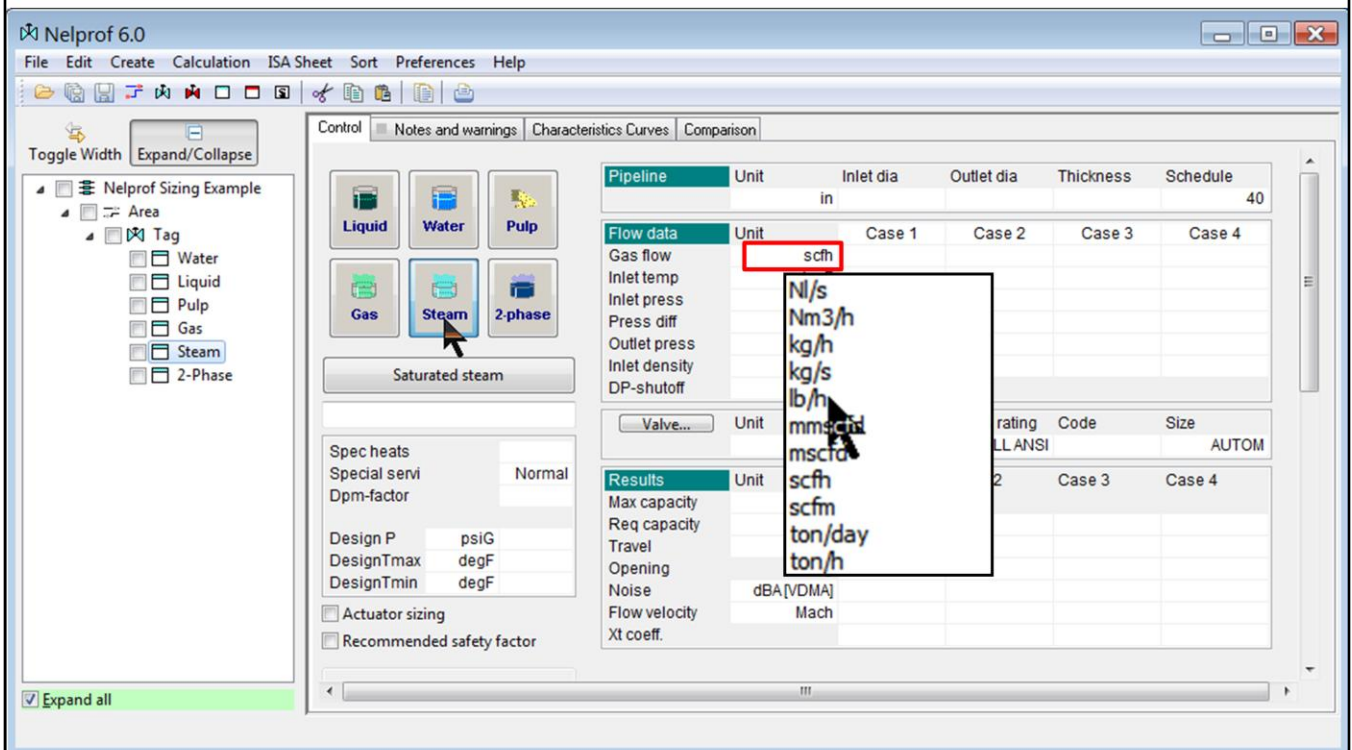 Nelprof 6.0
File Edit Create Calculation ISA Sheet Sort Preferences Help
Toggle Width Expand/Collapse
Nelprof Sizing Example
Area
Tag
Water
Liquid
Pulp
Gas
Steam
2-Phase
Expand all
Control Notes and warnings Characteristics Curves Comparison
Liquid Water Pulp
Gas Steam 2-phase
Saturated steam
Spec heats
Special servi Normal
Dpm-factor
Design P psiG
DesignTmax degF
DesignTmin degF
Actuator sizing
Recommended safety factor
Pipeline Unit Inlet dia Outlet dia Thickness Schedule
in 40
Flow data Unit Case 1 Case 2 Case 3 Case 4
Gas flow scfh
Inlet temp
Inlet press
Press diff
Outlet press
Inlet density
DP-shutoff
Nl/s
Nm3/h
kg/h
kg/s
lb/h
mmscfd
mscfd
scfh
scfm
ton/day
ton/h
Valve... Unit rating Code Size
LL ANSI AUTOM
Results Unit 2 Case 3 Case 4
Max capacity
Req capacity
Travel
Opening
Noise dBA[VDMA]
Flow velocity Mach
Xt coeff.